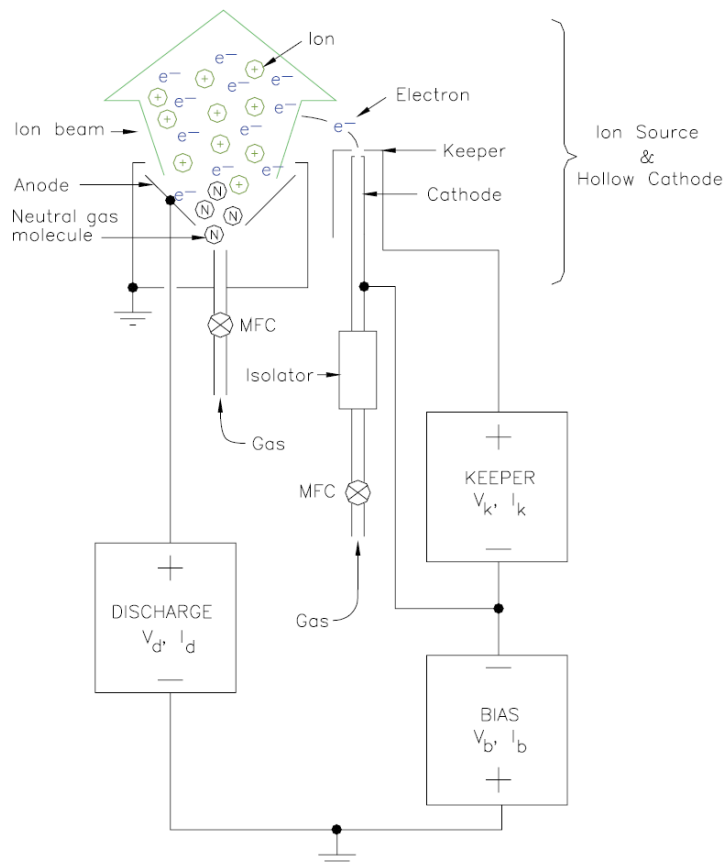 Ion
e−
e−
+
+
e−
+
e−
+
e−
+
+
e−
Electron
e−
Ion beam
e−
e−
+
Keeper
Ion Source
&
Hollow Cathode
+
e−
e−
Anode
e−
N
+
Cathode
Neutral gas
molecule
N
N
N
MFC
Isolator
Gas
+
KEEPER
Vk, Ik
−
MFC
+
DISCHARGE
Vd, Id
−
Gas
−
BIAS
Vb, Ib
+